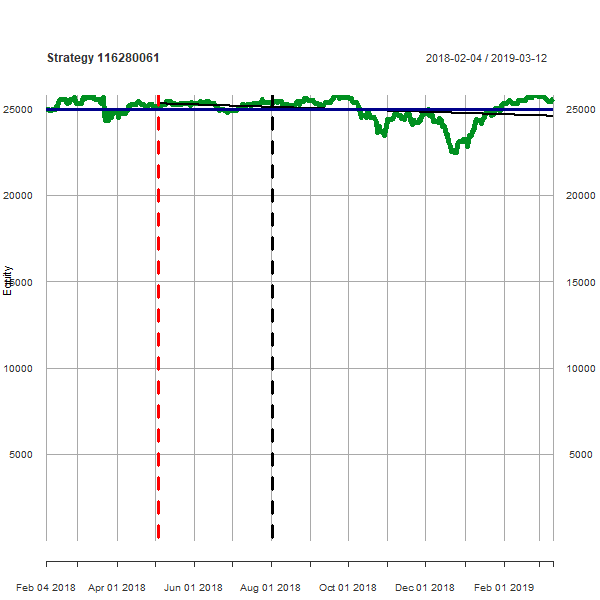 Strategy 116280061
2018-02-04 / 2019-03-12
25000
25000
20000
20000
15000
15000
Equity
10000
10000
5000
5000
Feb 04 2018
Apr 01 2018
Jun 01 2018
Aug 01 2018
Oct 01 2018
Dec 01 2018
Feb 01 2019